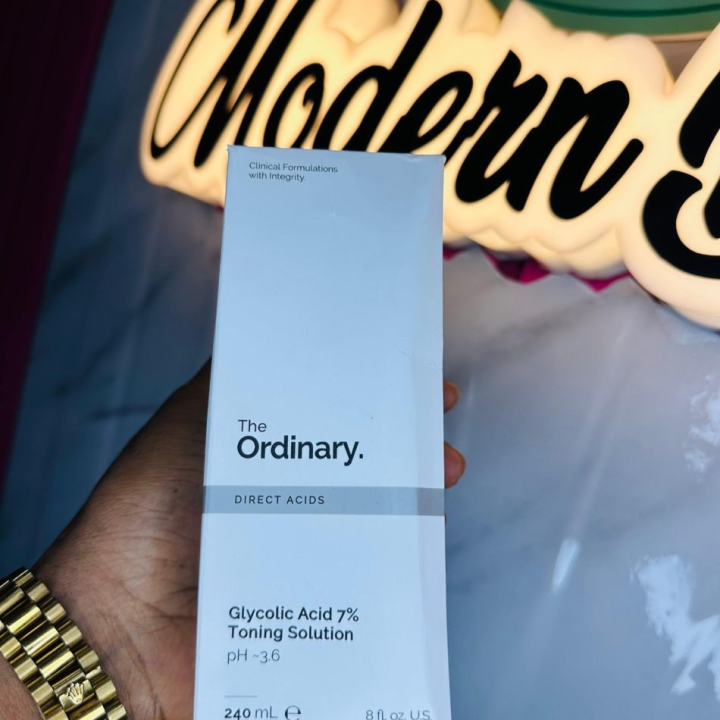 Modern
Clinical Formulations
with Integrity.
The
Ordinary.
DIRECT ACIDS
Glycolic Acid 7%
Toning Solution
pH ~3.6
240 mL ℮
8 fl. oz. US